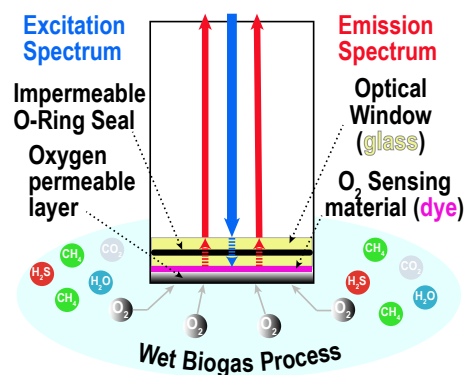 Excitation
Spectrum
Emission
Spectrum
Impermeable
O-Ring Seal
Optical
Window
(glass)
Oxygen
permeable
layer
O₂ Sensing
material (dye)
CH₄
CO₂
H₂S
H₂O
CH₄
O₂
O₂
O₂
O₂
CH₄
CO₂
H₂S
H₂O
CH₄
Wet Biogas Process